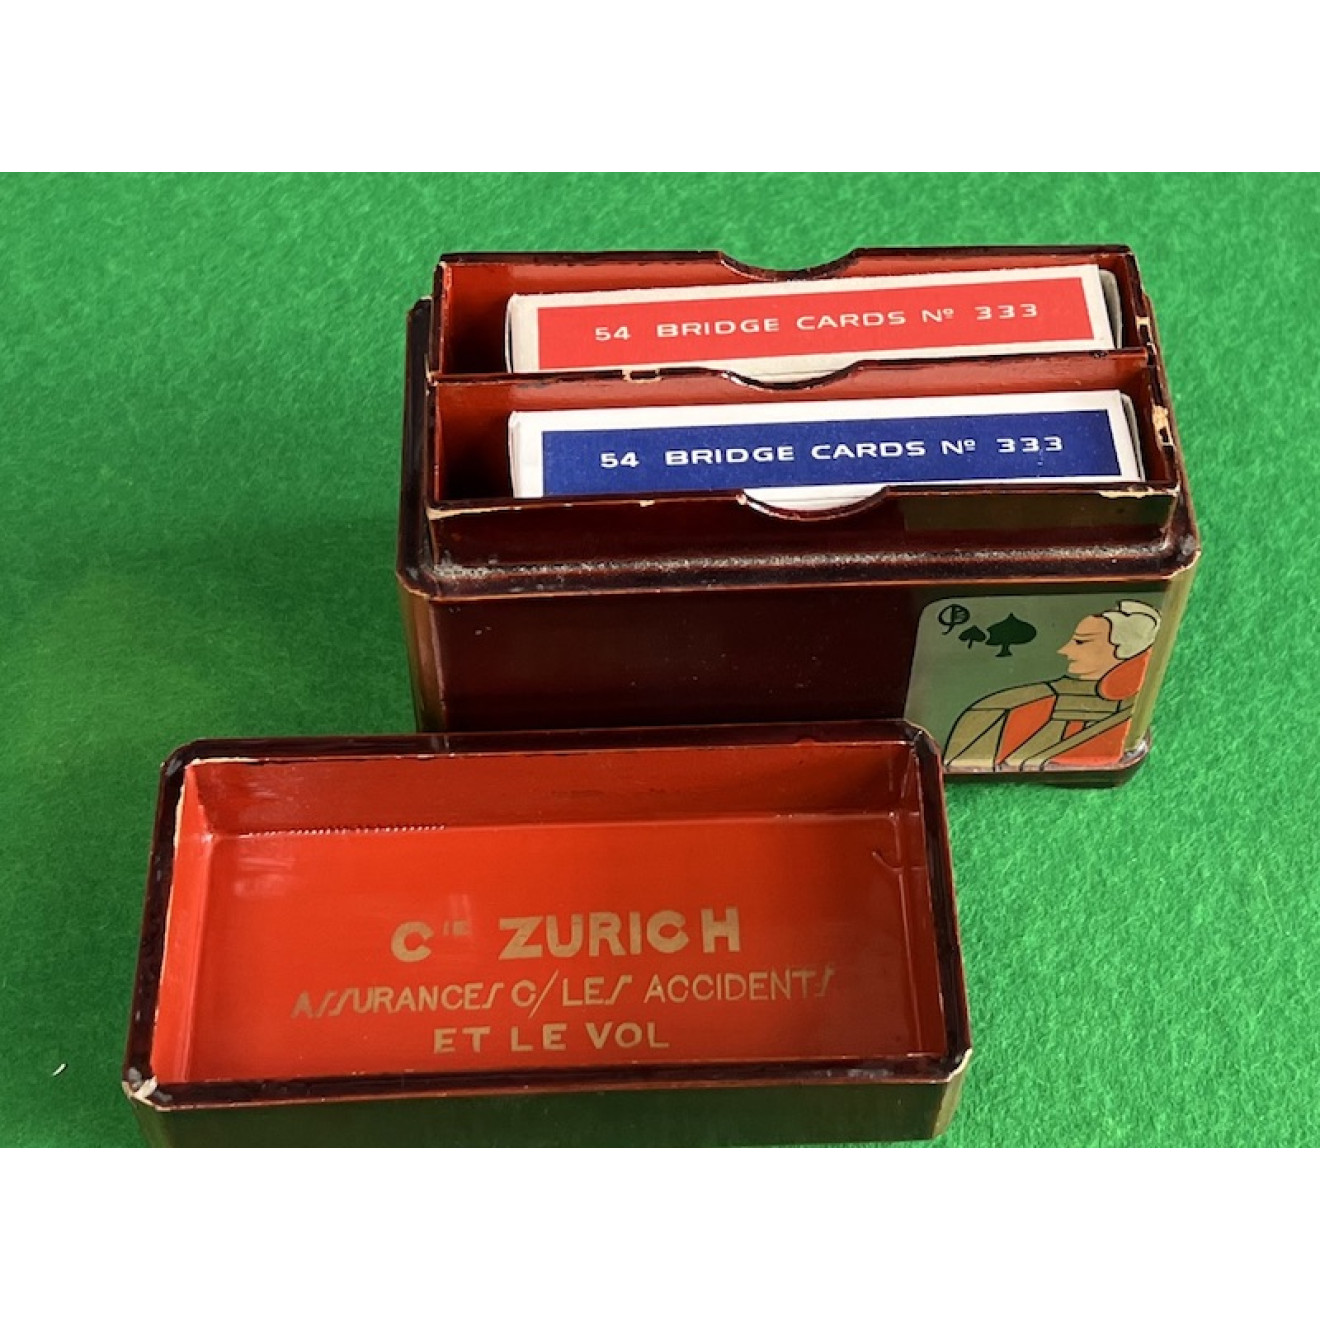 54 BRIDGE CARDS Nº 333
54 BRIDGE CARDS Nº 333
Cⁱᴱ ZURICH
ASSURANCES C/LES ACCIDENTS
ET LE VOL